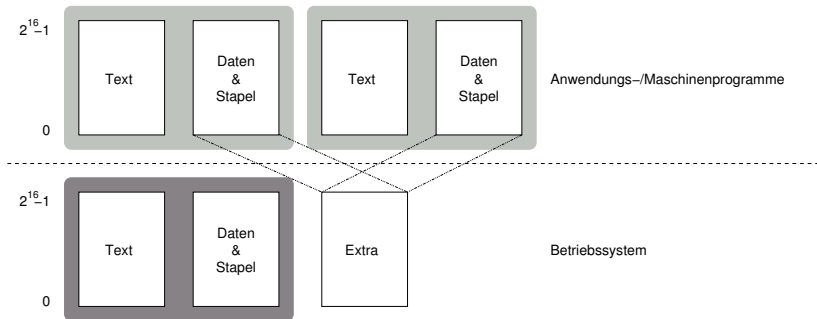 2^16–1
Text
Daten
&
Stapel
Text
Daten
&
Stapel
Anwendungs–/Maschinenprogramme
0
2^16–1
Text
Daten
&
Stapel
Extra
Betriebssystem
0